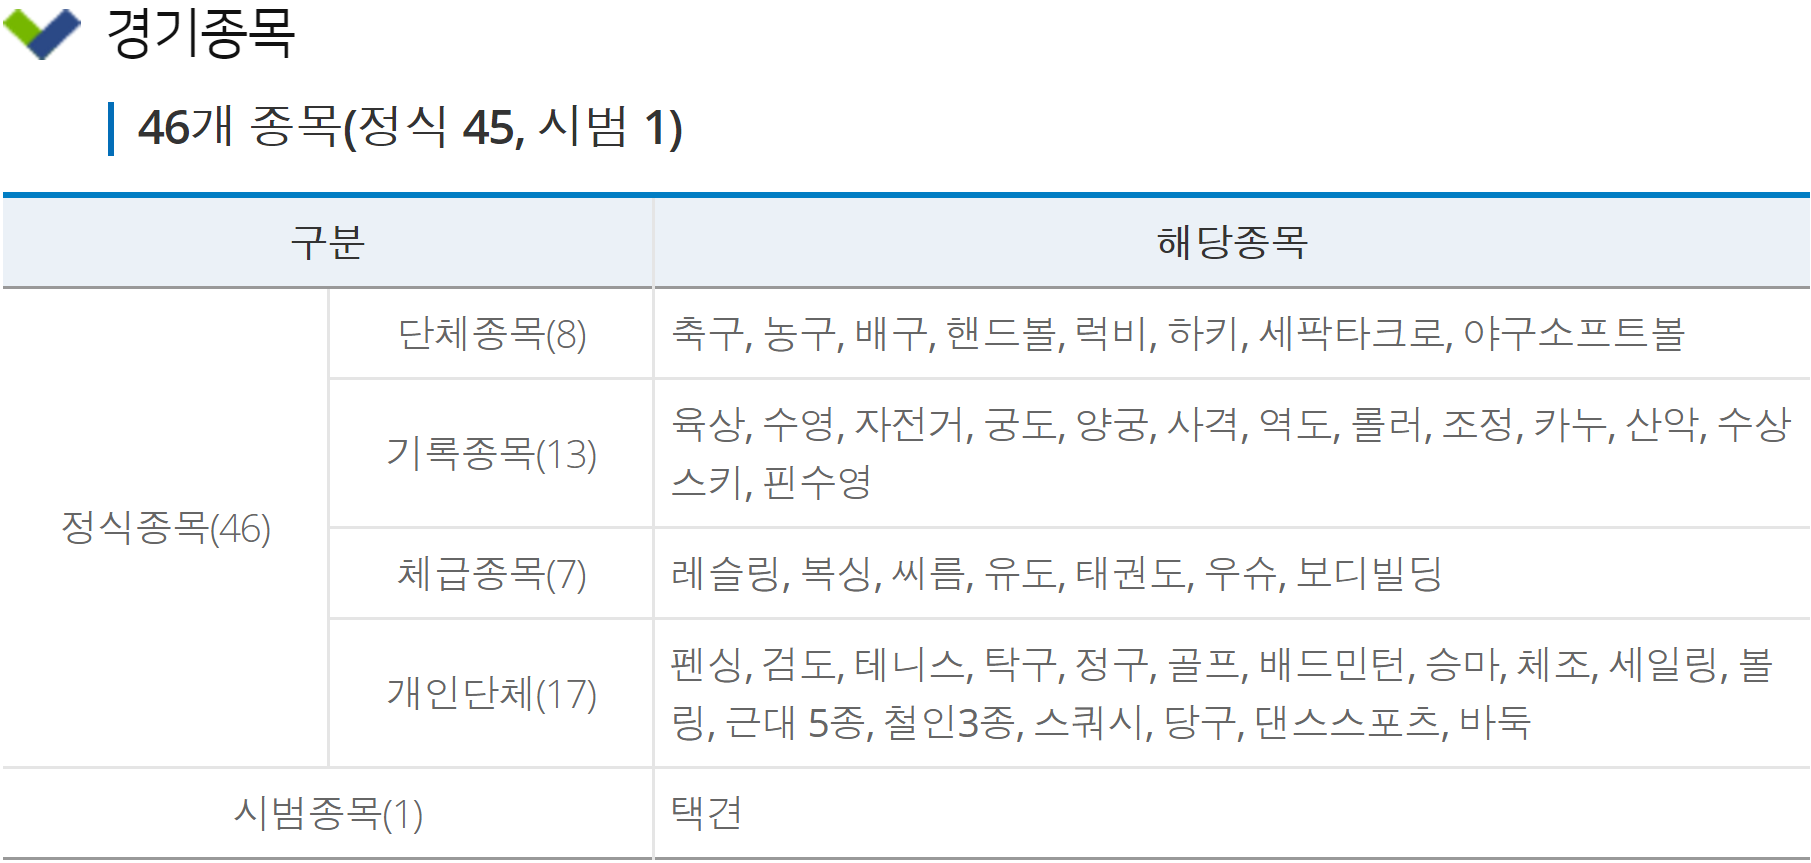 경기종목
46개 종목(정식 45, 시범 1)
구분
해당종목
정식종목(46)
단체종목(8)
축구, 농구, 배구, 핸드볼, 럭비, 하키, 세팍타크로, 야구소프트볼
기록종목(13)
육상, 수영, 자전거, 궁도, 양궁, 사격, 역도, 롤러, 조정, 카누, 산악, 수상
스키, 핀수영
체급종목(7)
레슬링, 복싱, 씨름, 유도, 태권도, 우슈, 보디빌딩
개인단체(17)
펜싱, 검도, 테니스, 탁구, 정구, 골프, 배드민턴, 승마, 체조, 세일링, 볼
링, 근대 5종, 철인3종, 스쿼시, 당구, 댄스스포츠, 바둑
시범종목(1)
택견